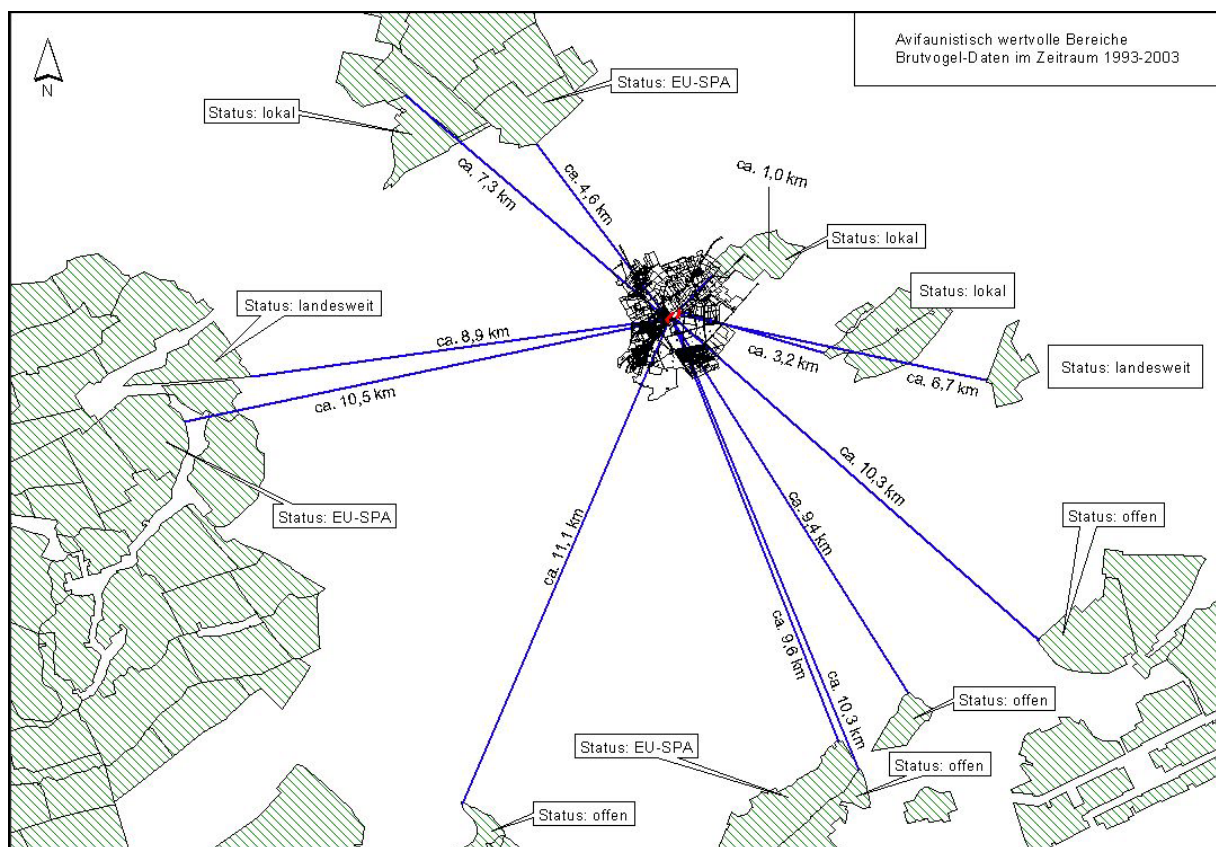 Avifaunistisch wertvolle Bereiche
Brutvogel-Daten im Zeitraum 1993-2003
N
Status: EU-SPA
Status: lokal
ca. 7,3 km
ca. 4,6 km
ca. 1,0 km
Status: lokal
Status: lokal
Status: landesweit
ca. 8,9 km
ca. 3,2 km
ca. 6,7 km
Status: landesweit
ca. 10,5 km
ca. 10,3 km
Status: EU-SPA
ca. 11,1 km
ca. 9,4 km
Status: offen
ca. 9,6 km
ca. 10,3 km
Status: offen
Status: EU-SPA
Status: offen
Status: offen